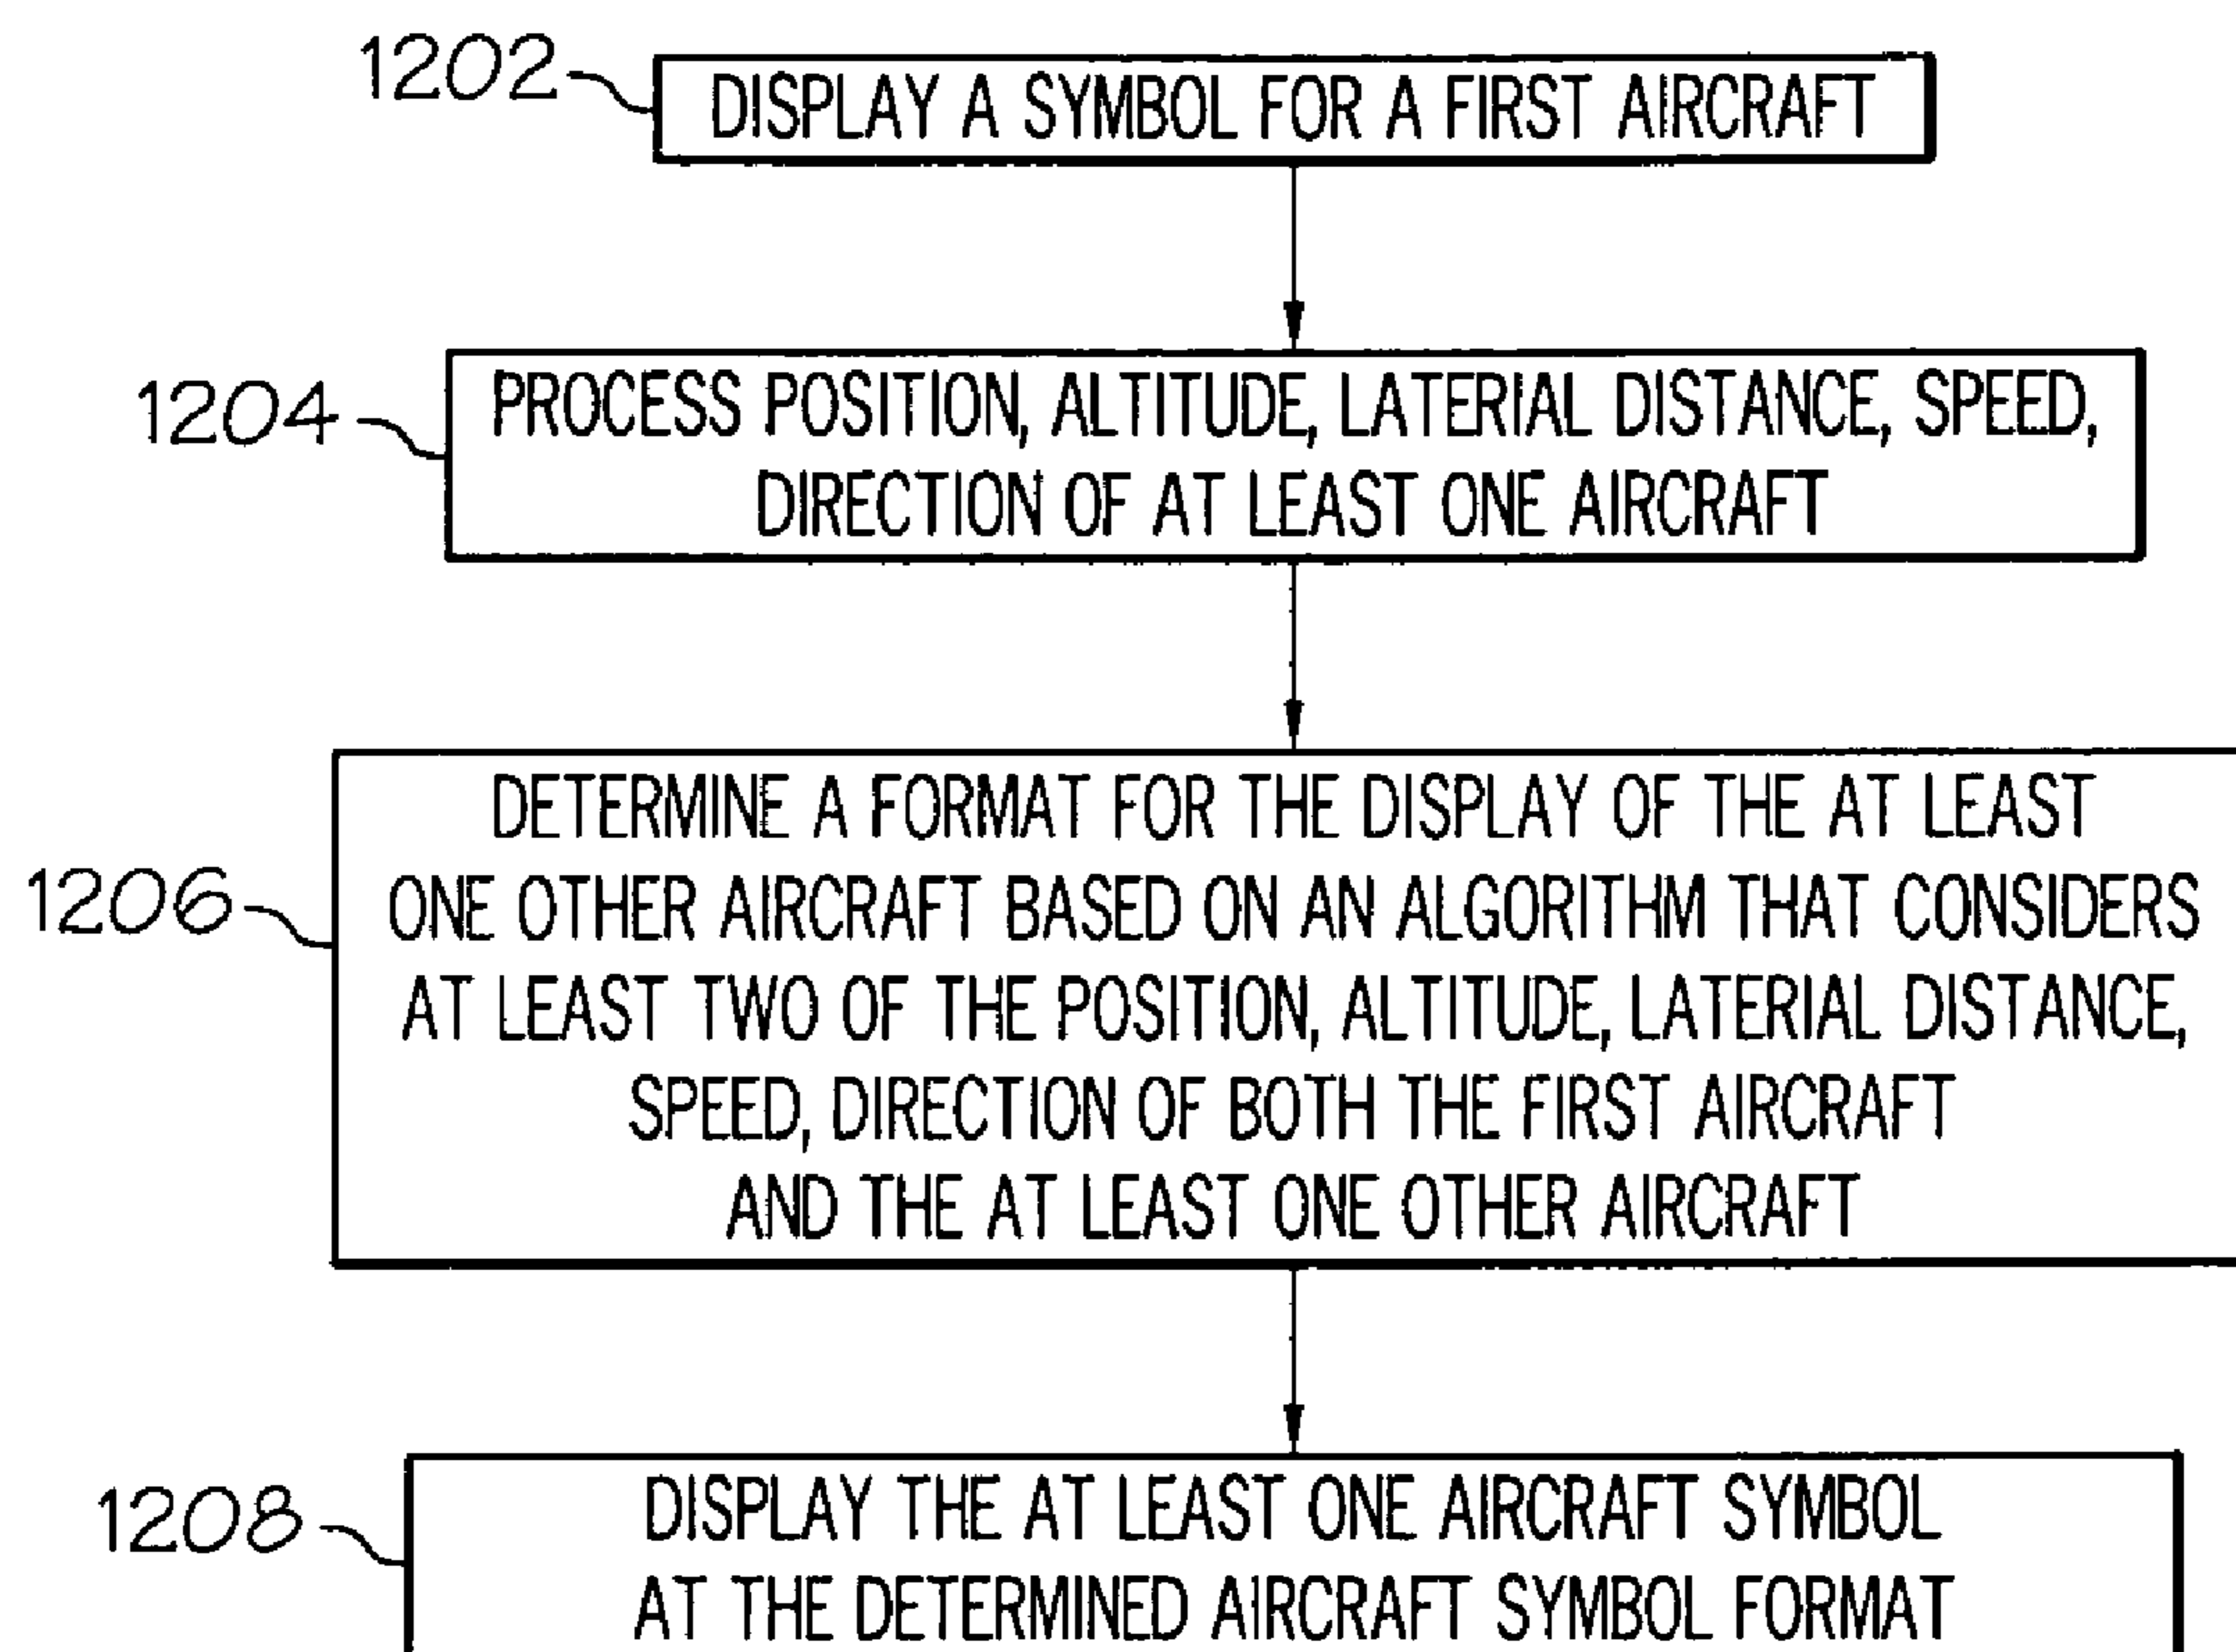 1202
DISPLAY A SYMBOL FOR A FIRST AIRCRAFT
1204
PROCESS POSITION, ALTITUDE, LATERIAL DISTANCE, SPEED,
DIRECTION OF AT LEAST ONE AIRCRAFT
1206
DETERMINE A FORMAT FOR THE DISPLAY OF THE AT LEAST
ONE OTHER AIRCRAFT BASED ON AN ALGORITHM THAT CONSIDERS
AT LEAST TWO OF THE POSITION, ALTITUDE, LATERIAL DISTANCE,
SPEED, DIRECTION OF BOTH THE FIRST AIRCRAFT
AND THE AT LEAST ONE OTHER AIRCRAFT
1208
DISPLAY THE AT LEAST ONE AIRCRAFT SYMBOL
AT THE DETERMINED AIRCRAFT SYMBOL FORMAT